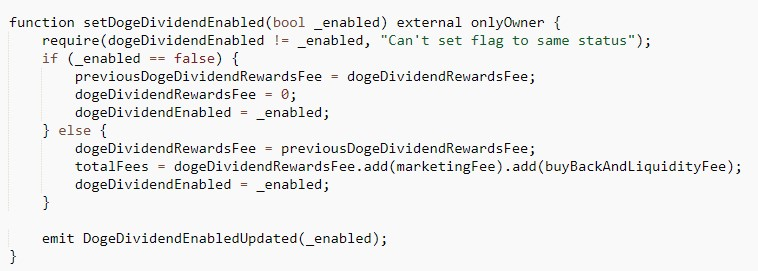 function setDogeDividendEnabled(bool _enabled) external onlyOwner {
    require(dogeDividendEnabled != _enabled, "Can't set flag to same status");
    if (_enabled == false) {
        previousDogeDividendRewardsFee = dogeDividendRewardsFee;
        dogeDividendRewardsFee = 0;
        dogeDividendEnabled = _enabled;
    } else {
        dogeDividendRewardsFee = previousDogeDividendRewardsFee;
        totalFees = dogeDividendRewardsFee.add(marketingFee).add(buyBackAndLiquidityFee);
        dogeDividendEnabled = _enabled;
    }

    emit DogeDividendEnabledUpdated(_enabled);
}